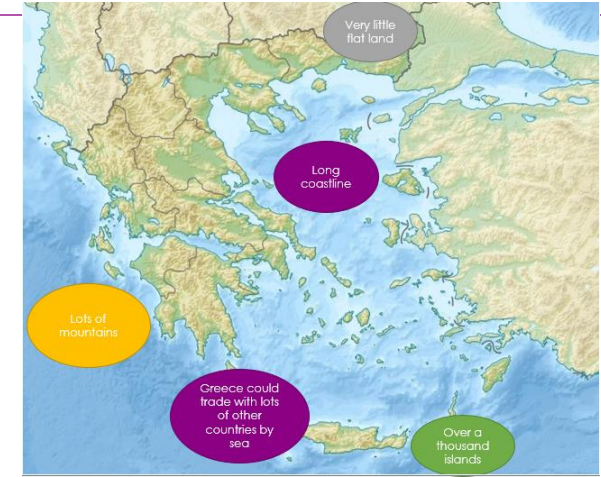 Very little
flat land
Long
coastline
Lots of
mountains
Greece could
trade with lots
of other
countries by
sea
Over a
thousand
islands